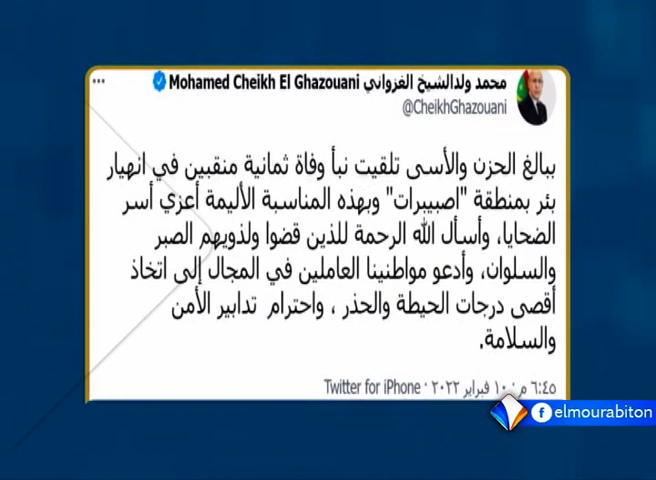 محمد ولدالشيخ الغزواني Mohamed Cheikh El Ghazouani
@CheikhGhazouani
ببالغ الحزن والأسى تلقيت نبأ وفاة ثمانية منقبين في انهيار
بئر بمنطقة "اصبيبرات" وبهذه المناسبة الأليمة أعزي أسر
الضحايا، وأسأل الله الرحمة للذين قضوا ولذويهم الصبر
والسلوان، وأدعو مواطنينا العاملين في المجال إلى اتخاذ
أقصى درجات الحيطة والحذر ، واحترام تدابير الأمن
والسلامة.
٦:٤٥ م · ١٠ فبراير ٢٠٢٢ · Twitter for iPhone
elmourabiton